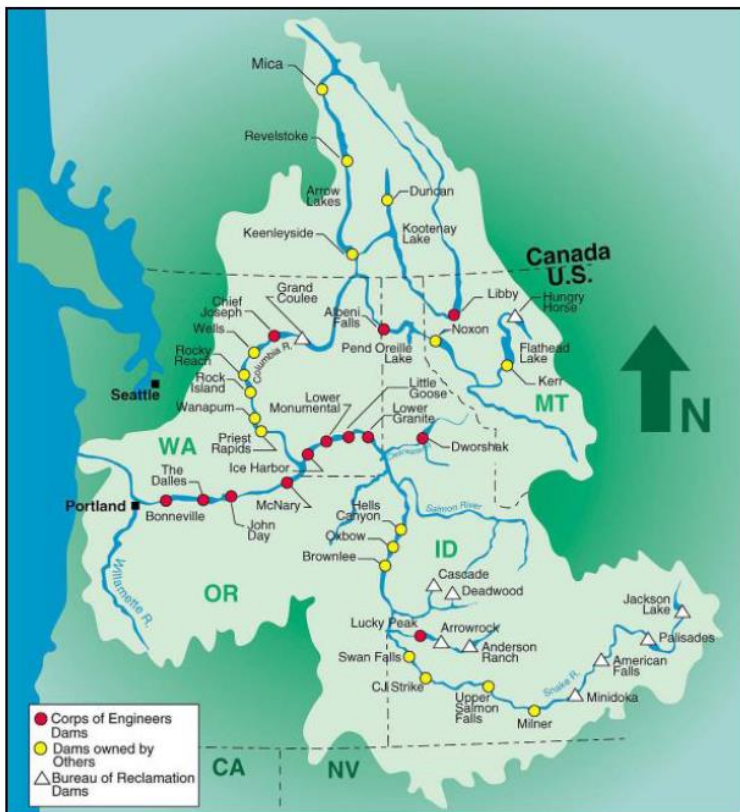 Mica
Revelstoke
Arrow
Lakes
Duncan
Keenleyside
Kootenay
Lake
Canada
U.S.
Grand
Coulee
Chief
Joseph
Albeni
Falls
Libby
Hungry
Horse
Wells
Noxon
Columbia R.
Pend Oreille
Lake
Flathead
Lake
Rocky
Reach
Kerr
Rock
Island
Seattle
Little
Goose
Lower
Monumental
Lower
Granite
Wanapum
MT
N
WA
Priest
Rapids
Dworshak
Clearwater R.
Ice Harbor
The
Dalles
Portland
Bonneville
McNary
John
Day
Salmon River
Hells
Canyon
Oxbow
Brownlee
ID
Willamette R.
OR
Cascade
Deadwood
Lucky Peak
Arrowrock
Anderson
Ranch
Jackson
Lake
Palisades
American
Falls
Swan Falls
CJ Strike
Upper
Salmon
Falls
Snake R.
Minidoka
Milner
Corps of Engineers
Dams
Dams owned by
Others
Bureau of Reclamation
Dams
CA
NV